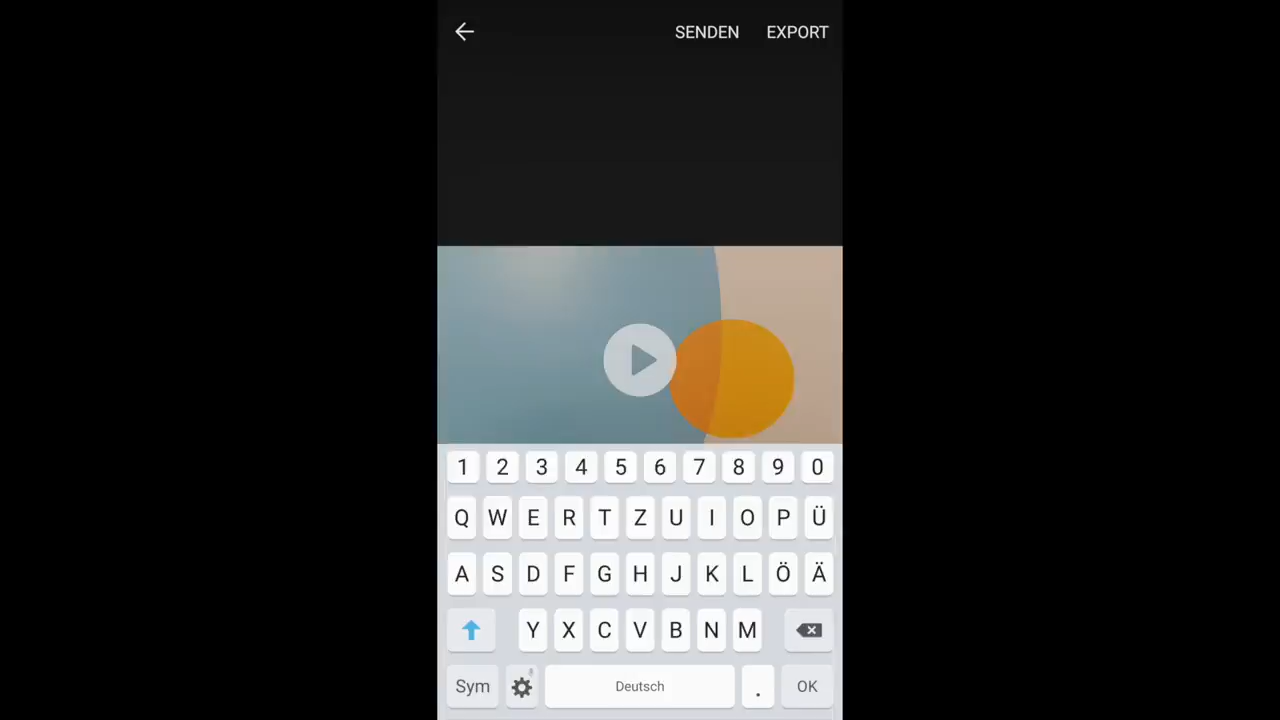 SENDEN EXPORT
1 2 3 4 5 6 7 8 9 0
Q W E R T Z U I O P Ü
A S D F G H J K L Ö Ä
Y X C V B N M
Sym Deutsch . OK